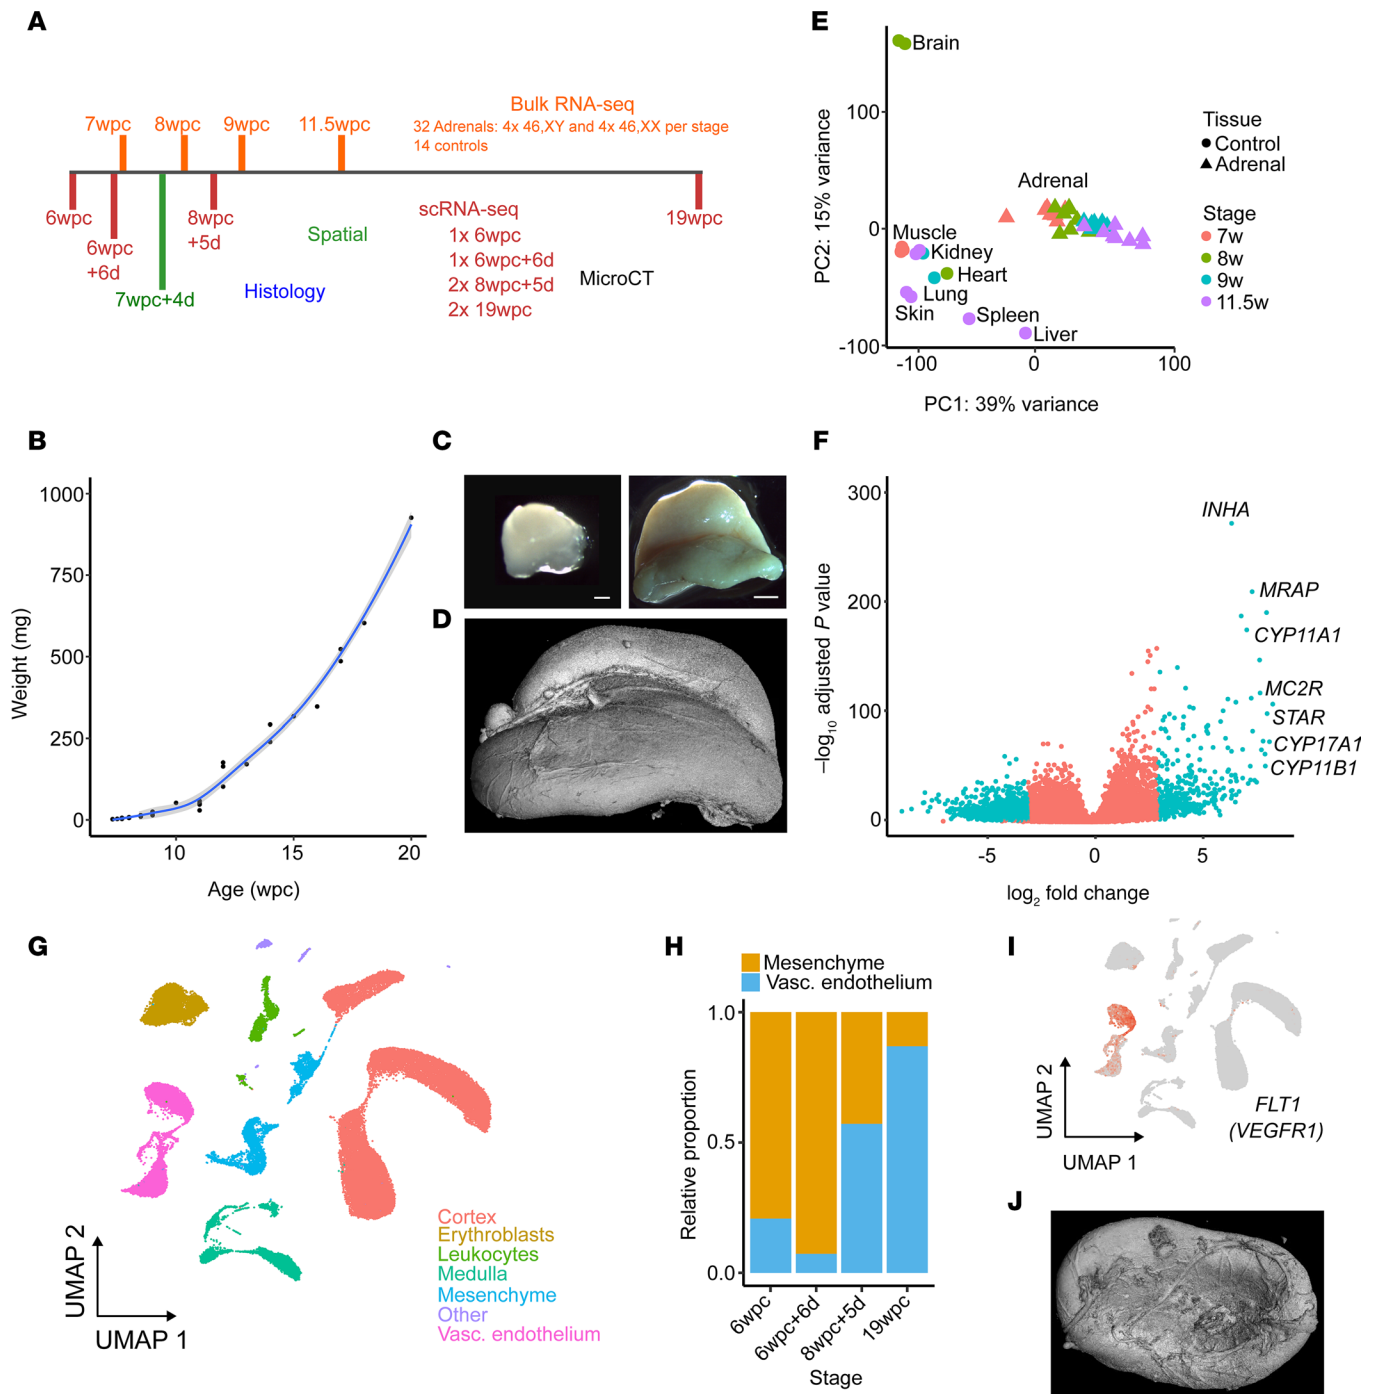 A
Bulk RNA-seq
7wpc
8wpc
9wpc
11.5wpc
32 Adrenals: 4x 46,XY and 4x 46,XX per stage
14 controls
6wpc
6wpc
+6d
7wpc+4d
8wpc
+5d
19wpc
Spatial
Histology
scRNA-seq
1x 6wpc
1x 6wpc+6d
2x 8wpc+5d
2x 19wpc
MicroCT
E
PC2: 15% variance
100
0
-100
Brain
Adrenal
Muscle
Kidney
Heart
Lung
Skin
Spleen
Liver
-100
0
100
PC1: 39% variance
Tissue
Control
Adrenal
Stage
7w
8w
9w
11.5w
B
Weight (mg)
1000
750
500
250
0
10
15
20
Age (wpc)
C
D
F
–log10 adjusted P value
300
200
100
0
INHA
MRAP
CYP11A1
MC2R
STAR
CYP17A1
CYP11B1
-5
0
5
log2 fold change
G
Cortex
Erythroblasts
Leukocytes
Medulla
Mesenchyme
Other
Vasc. endothelium
UMAP 2
UMAP 1
H
Mesenchyme
Vasc. endothelium
Relative proportion
1.0
0.5
0.0
6wpc
6wpc+6d
8wpc+5d
19wpc
Stage
I
UMAP 2
UMAP 1
FLT1
(VEGFR1)
J